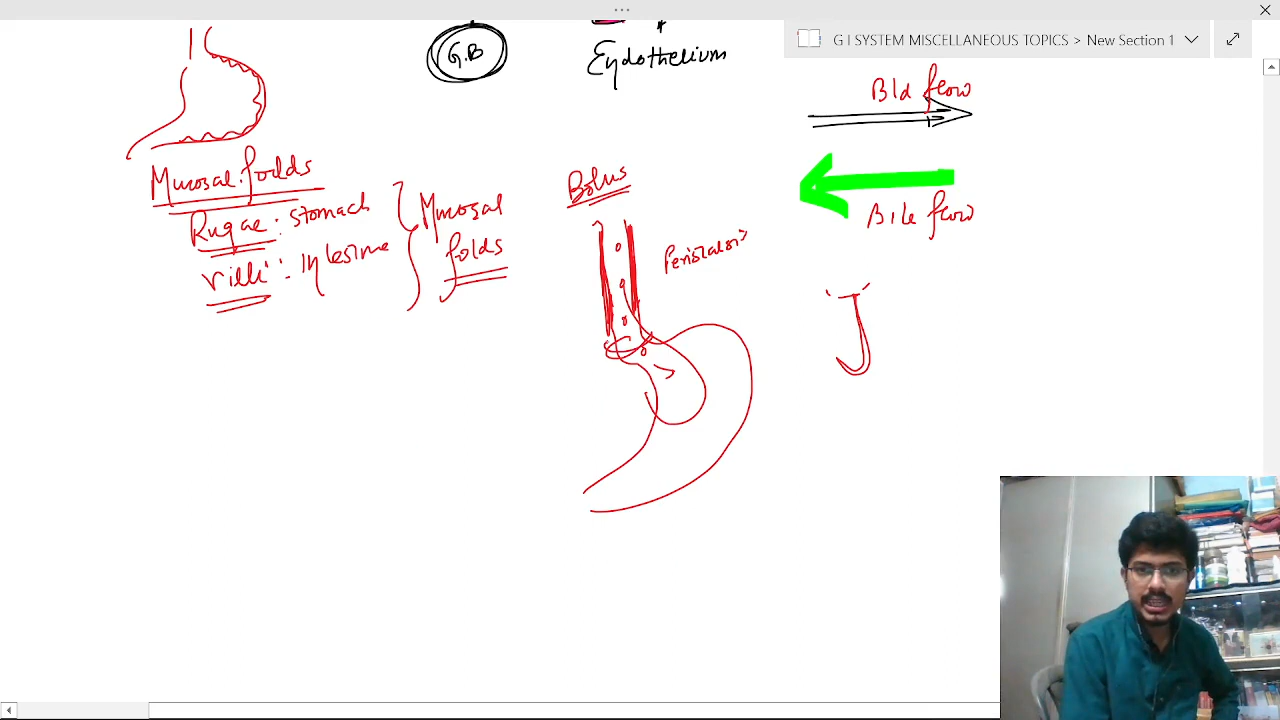 G I SYSTEM MISCELLANEOUS TOPICS > New Section 1
G.B
Endothelium
Bld flow
Bile flow
Mucosal folds
Rugae : stomach
villi : Intestine
Mucosal
folds
Bolus
J